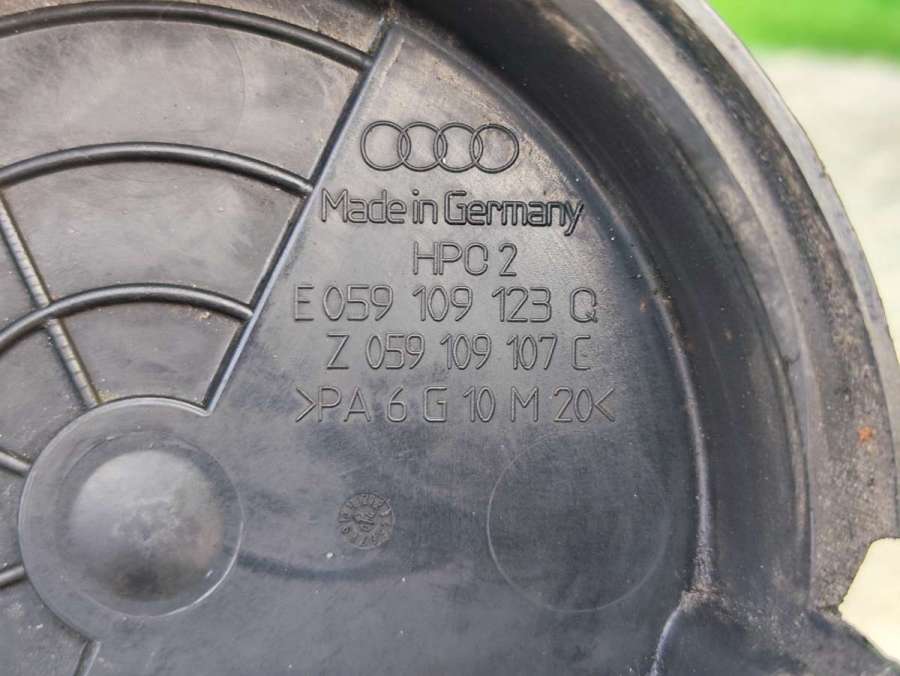 Made in Germany
HPC 2
E 059 109 123 Q
Z 059 109 107 C
>PA 6 G 10 M 20<